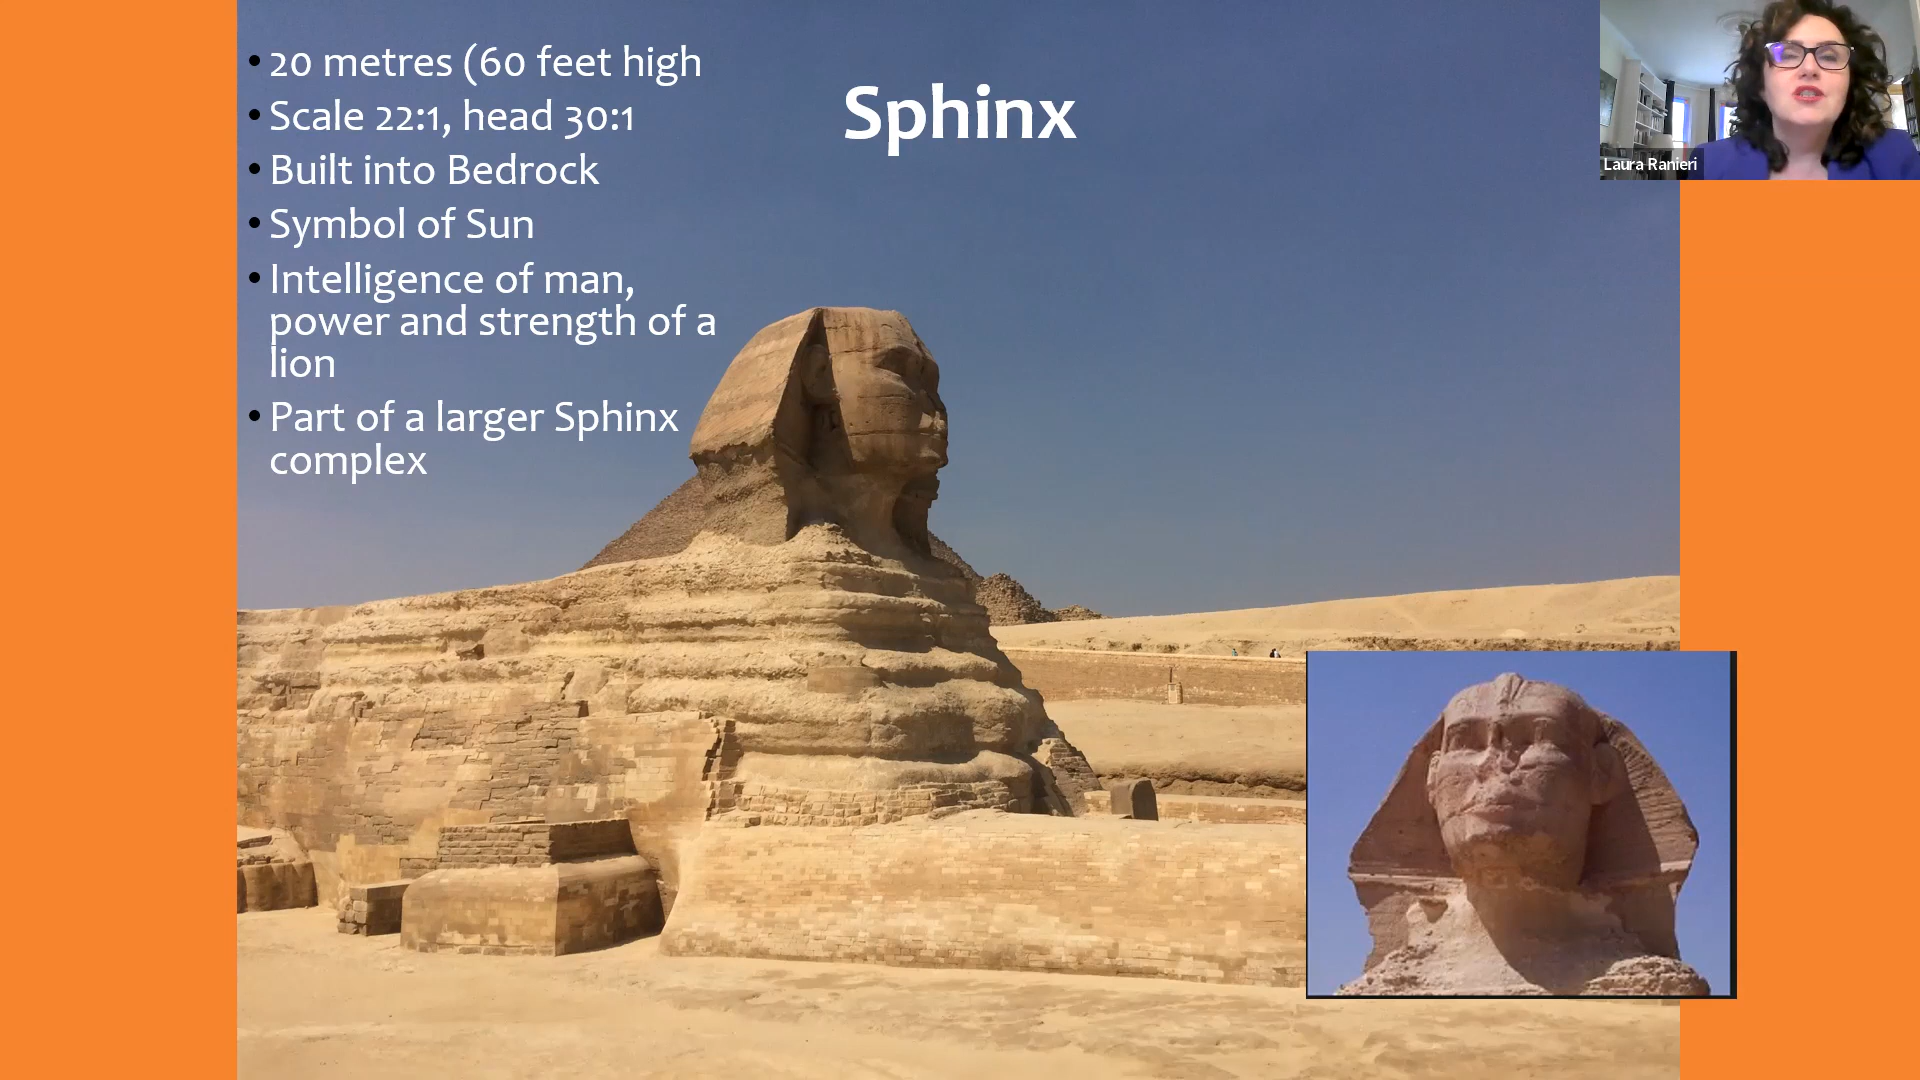 • 20 metres (60 feet high
• Scale 22:1, head 30:1
• Built into Bedrock
• Symbol of Sun
• Intelligence of man,
power and strength of a
lion
• Part of a larger Sphinx
complex
Sphinx
Laura Ranieri